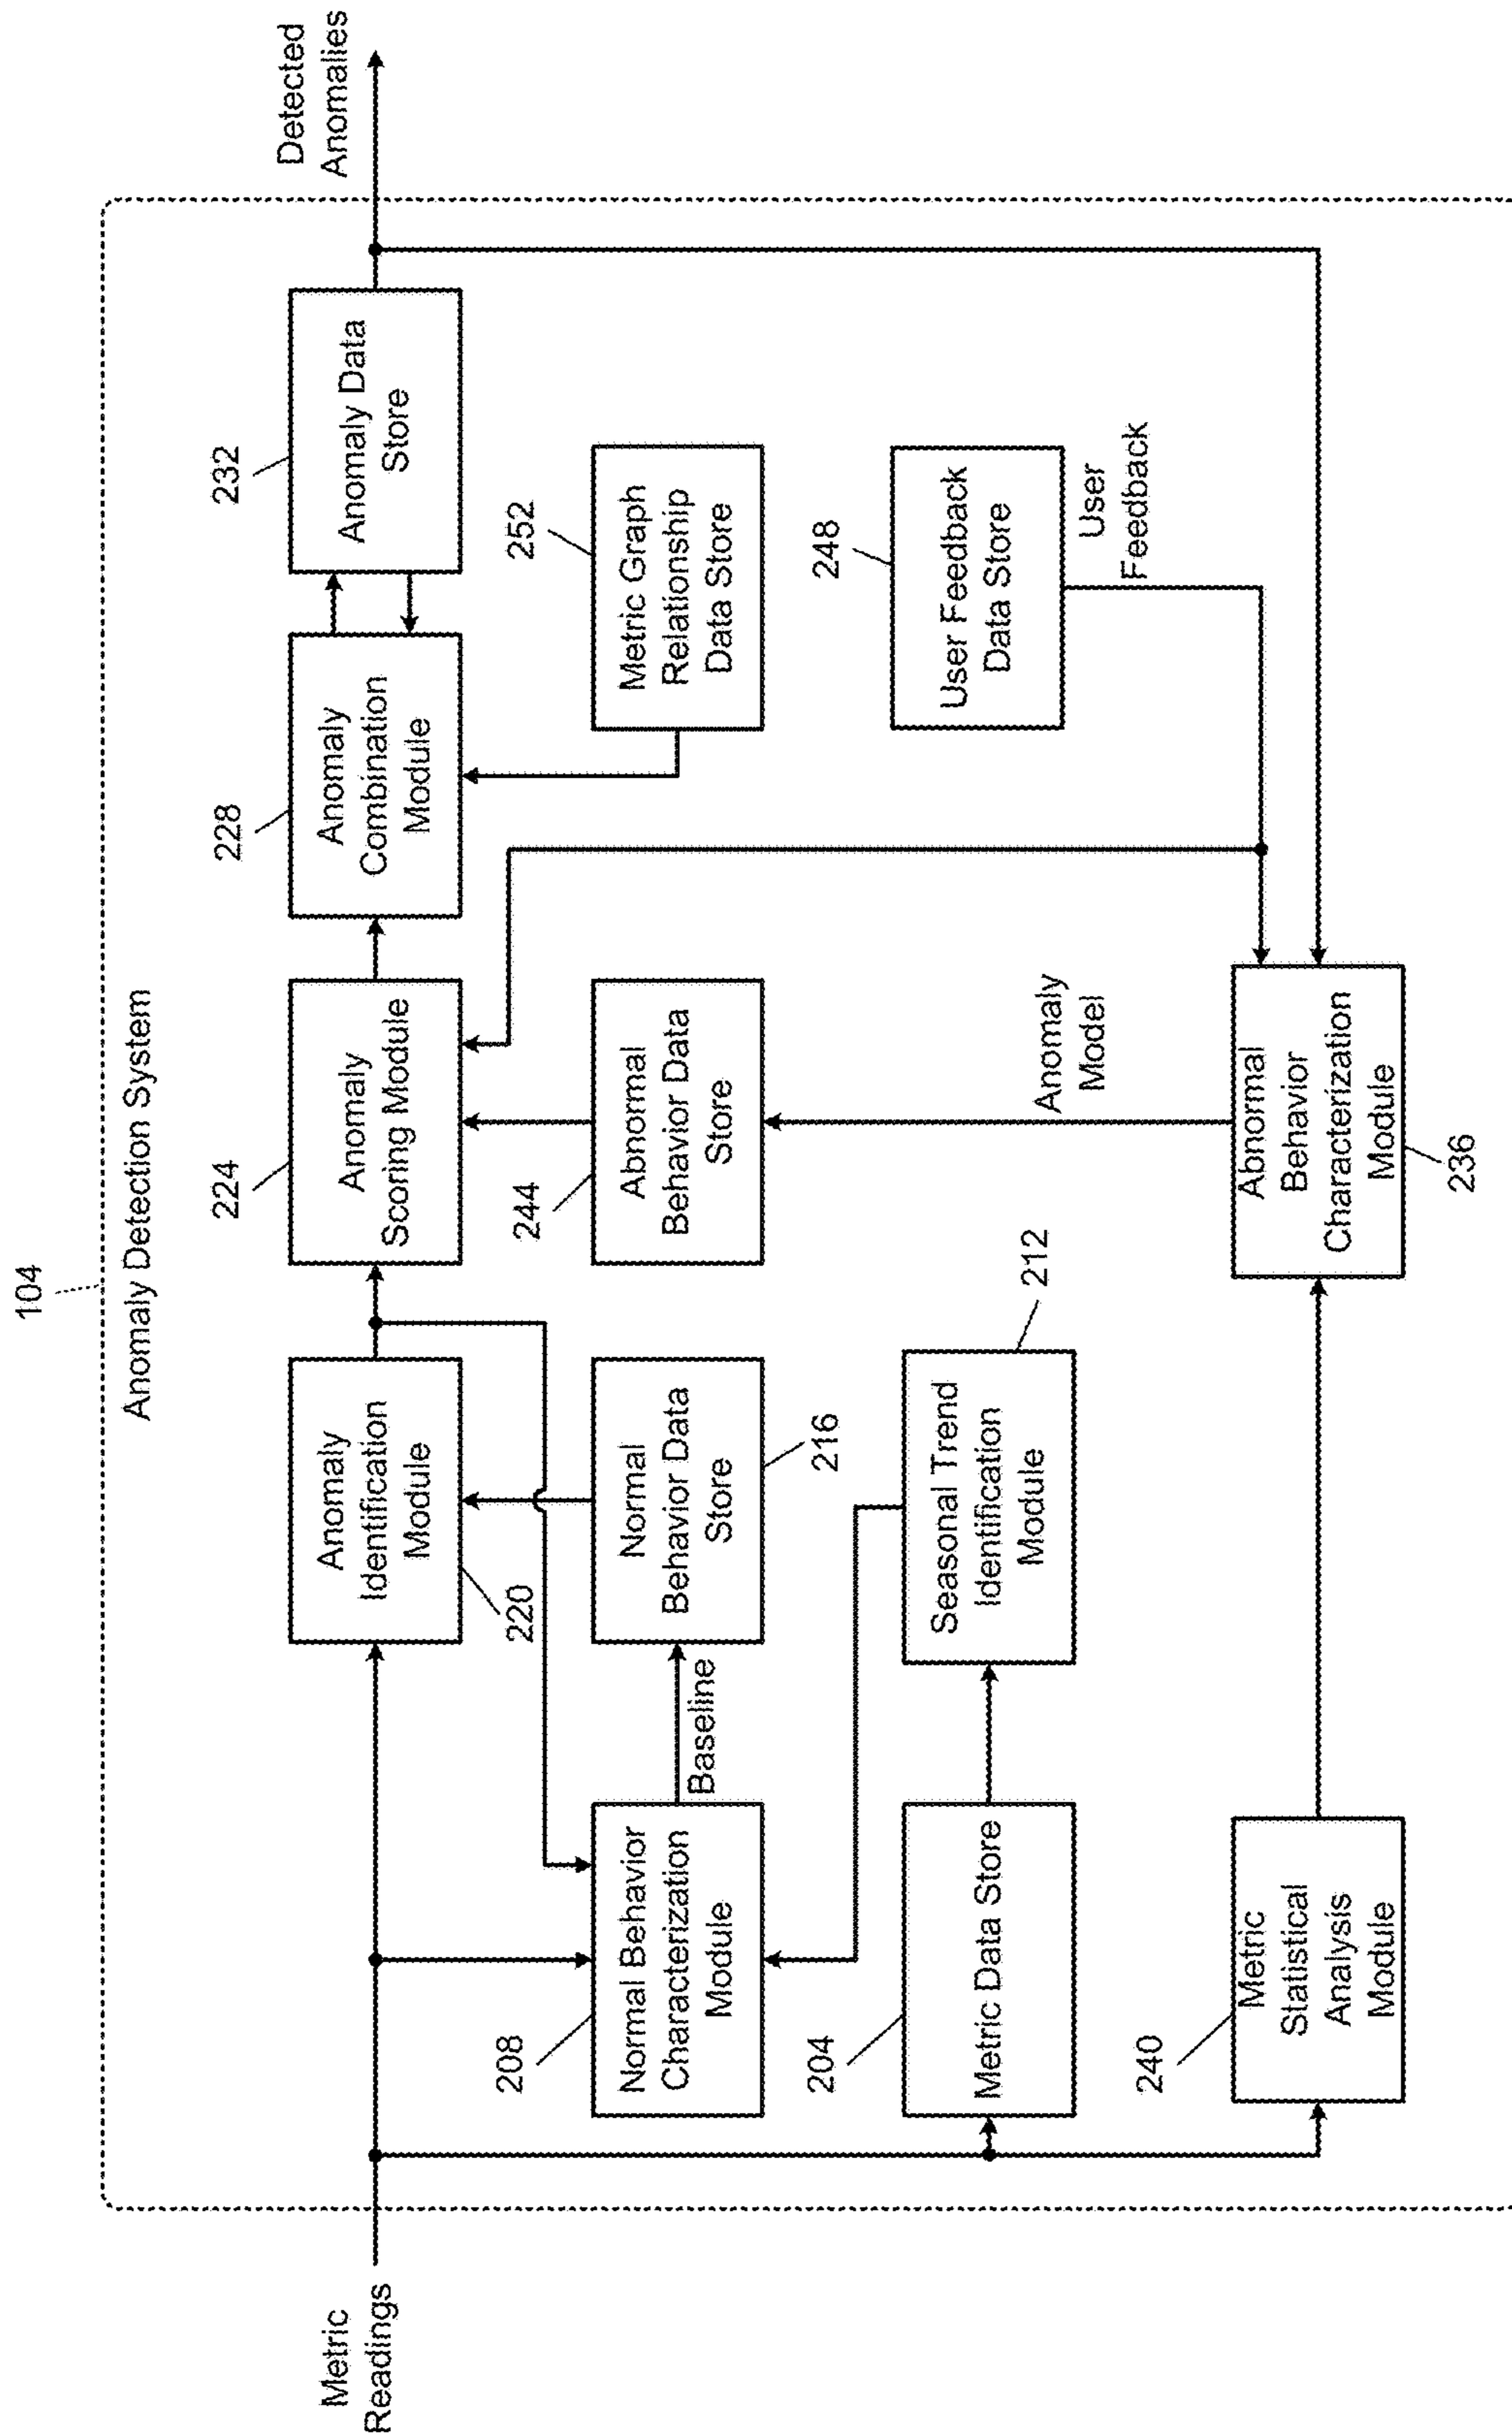 104
Anomaly Detection System
Metric
Readings
Detected
Anomalies
220
Anomaly
Identification
Module
224
Anomaly
Scoring Module
228
Anomaly
Combination
Module
232
Anomaly Data
Store
208
Normal Behavior
Characterization
Module
Baseline
Normal
Behavior Data
Store
216
244
Abnormal
Behavior Data
Store
252
Metric Graph
Relationship
Data Store
204
Metric Data Store
Seasonal Trend
Identification
Module
212
248
User Feedback
Data Store
User
Feedback
Anomaly
Model
240
Metric
Statistical
Analysis
Module
Abnormal
Behavior
Characterization
Module
236